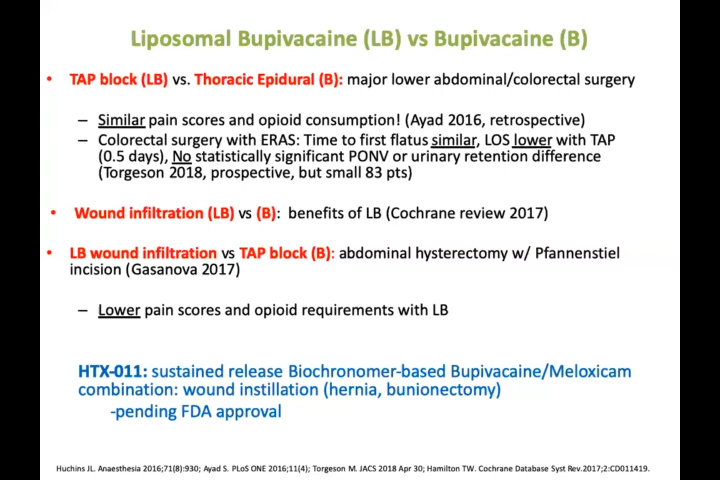 Liposomal Bupivacaine (LB) vs Bupivacaine (B)
• TAP block (LB) vs. Thoracic Epidural (B): major lower abdominal/colorectal surgery
– Similar pain scores and opioid consumption! (Ayad 2016, retrospective)
– Colorectal surgery with ERAS: Time to first flatus similar, LOS lower with TAP
(0.5 days), No statistically significant PONV or urinary retention difference
(Torgeson 2018, prospective, but small 83 pts)
• Wound infiltration (LB) vs (B): benefits of LB (Cochrane review 2017)
• LB wound infiltration vs TAP block (B): abdominal hysterectomy w/ Pfannenstiel
incision (Gasanova 2017)
– Lower pain scores and opioid requirements with LB
HTX-011: sustained release Biochronomer-based Bupivacaine/Meloxicam
combination: wound instillation (hernia, bunionectomy)
-pending FDA approval
Huchins JL. Anaesthesia 2016;71(8):930; Ayad S. PLoS ONE 2016;11(4); Torgeson M. JACS 2018 Apr 30; Hamilton TW. Cochrane Database Syst Rev.2017;2:CD011419.